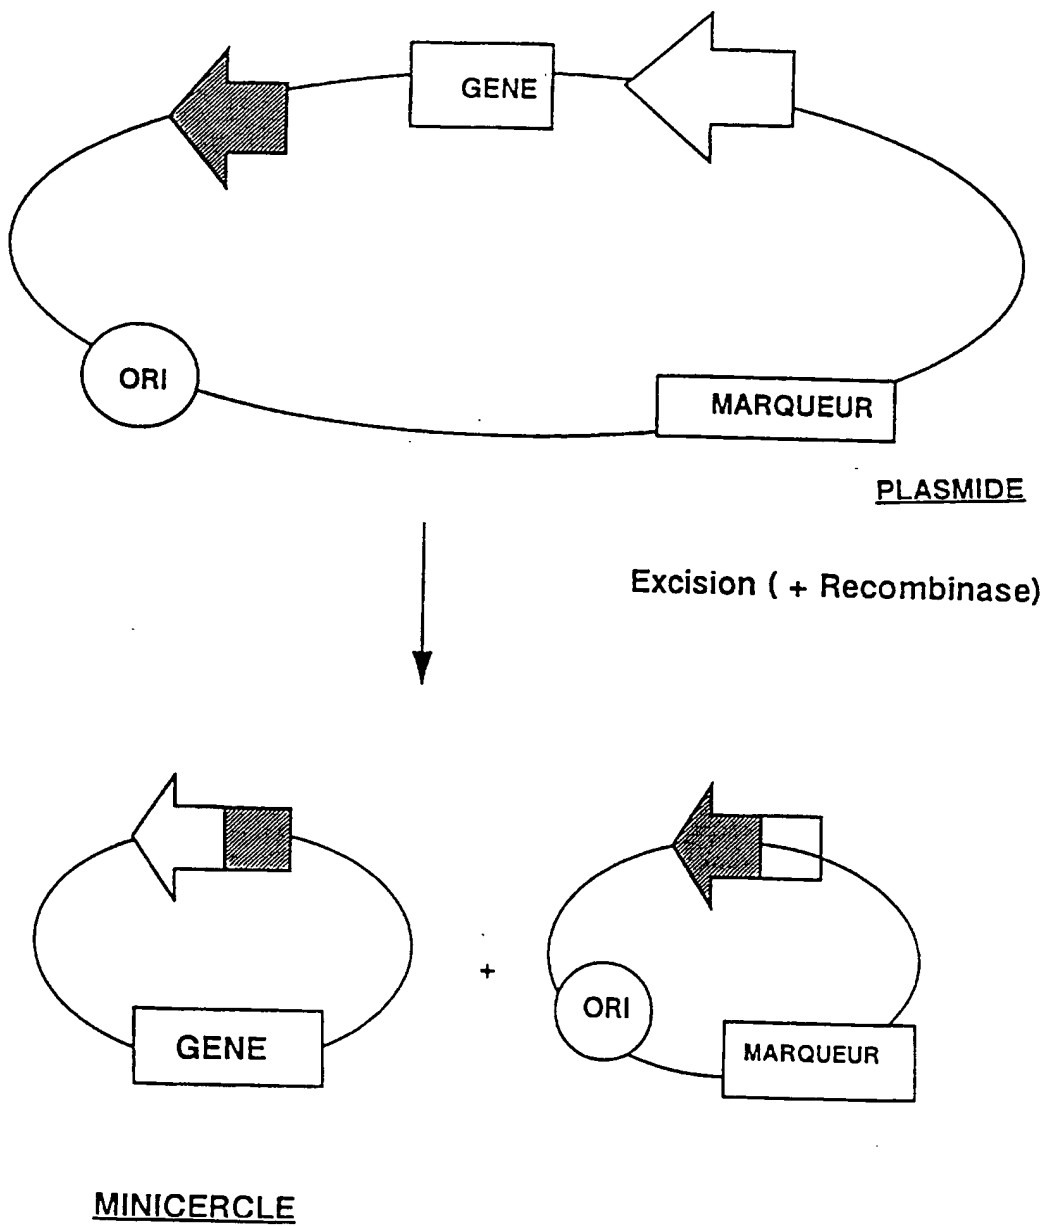 GENE
ORI
MARQUEUR
PLASMIDE
Excision ( + Recombinase)
+
ORI
GENE
MARQUEUR
MINICERCLE